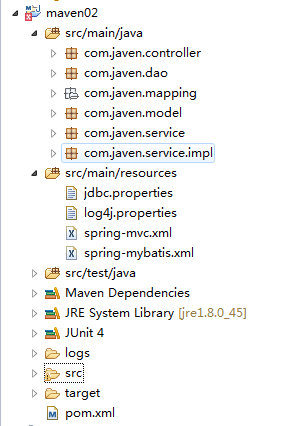 maven02
src/main/java
com.javen.controller
com.javen.dao
com.javen.mapping
com.javen.model
com.javen.service
com.javen.service.impl
src/main/resources
jdbc.properties
log4j.properties
spring-mvc.xml
spring-mybatis.xml
src/test/java
Maven Dependencies
JRE System Library [jre1.8.0_45]
JUnit 4
logs
src
target
pom.xml